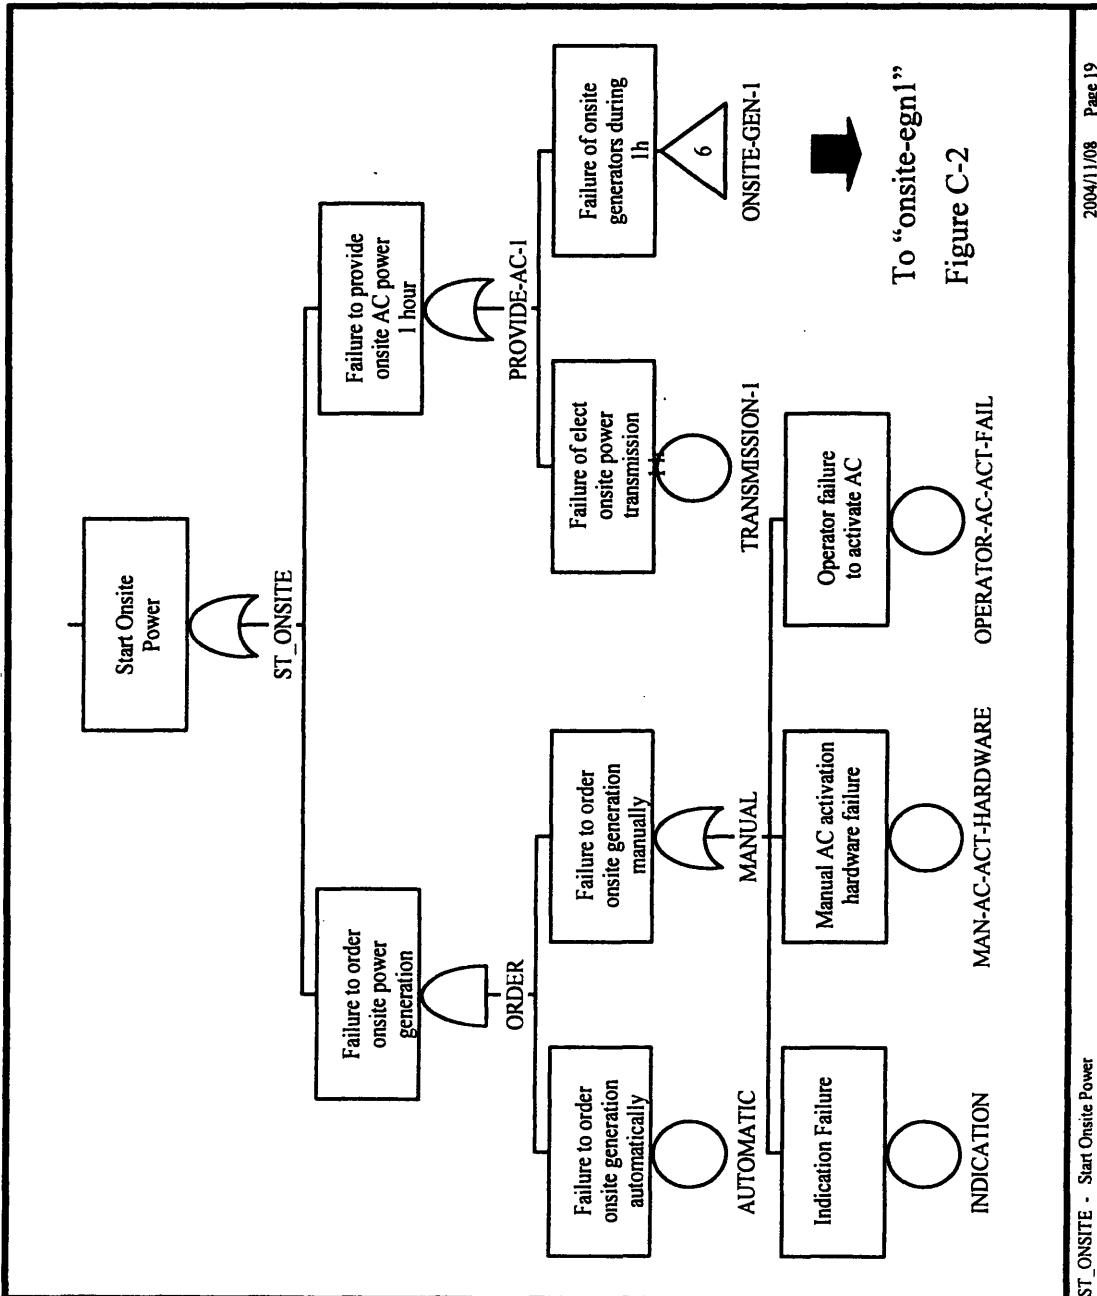 Start Onsite
Power
ST_ONSITE
Failure to order
onsite power
generation
ORDER
Failure to provide
onsite AC power
1 hour
PROVIDE-AC-1
Failure to order
onsite generation
automatically
AUTOMATIC
Failure to order
onsite generation
manually
MANUAL
Failure of elect
onsite power
transmission
TRANSMISSION-1
Failure of onsite
generators during
1h
6
ONSITE-GEN-1
Indication Failure
INDICATION
Manual AC activation
hardware failure
MAN-AC-ACT-HARDWARE
Operator failure
to activate AC
OPERATOR-AC-ACT-FAIL
To “onsite-egn1”
Figure C-2
ST_ONSITE - Start Onsite Power
2004/11/08 Page 19